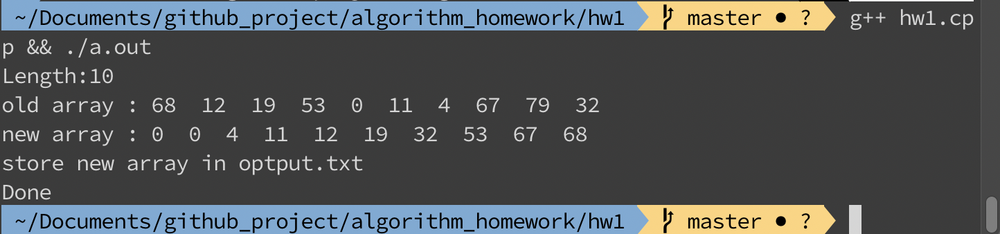 ~/Documents/github_project/algorithm_homework/hw1 master ● ? g++ hw1.cp
p && ./a.out
Length:10
old array : 68  12  19  53  0  11  4  67  79  32
new array : 0  0  4  11  12  19  32  53  67  68
store new array in optput.txt
Done
~/Documents/github_project/algorithm_homework/hw1 master ● ?